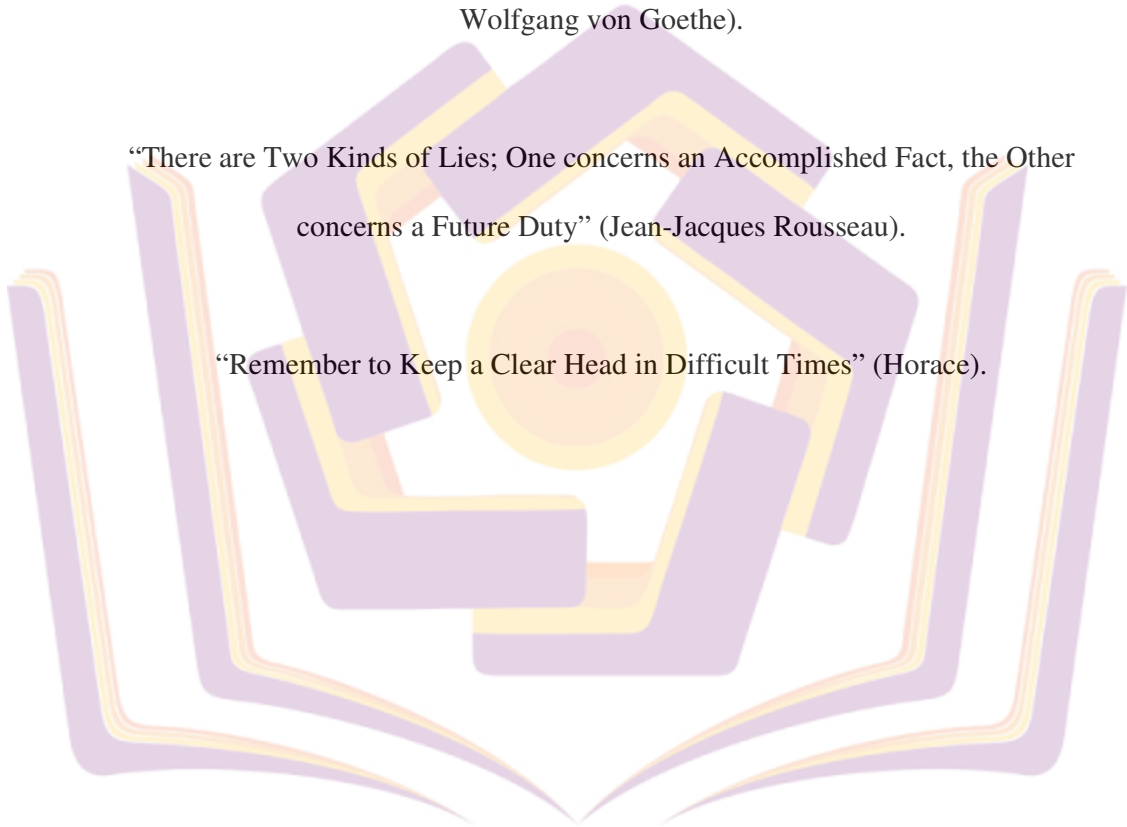 Wolfgang von Goethe).
“There are Two Kinds of Lies; One concerns an Accomplished Fact, the Other
concerns a Future Duty” (Jean-Jacques Rousseau).
“Remember to Keep a Clear Head in Difficult Times” (Horace).